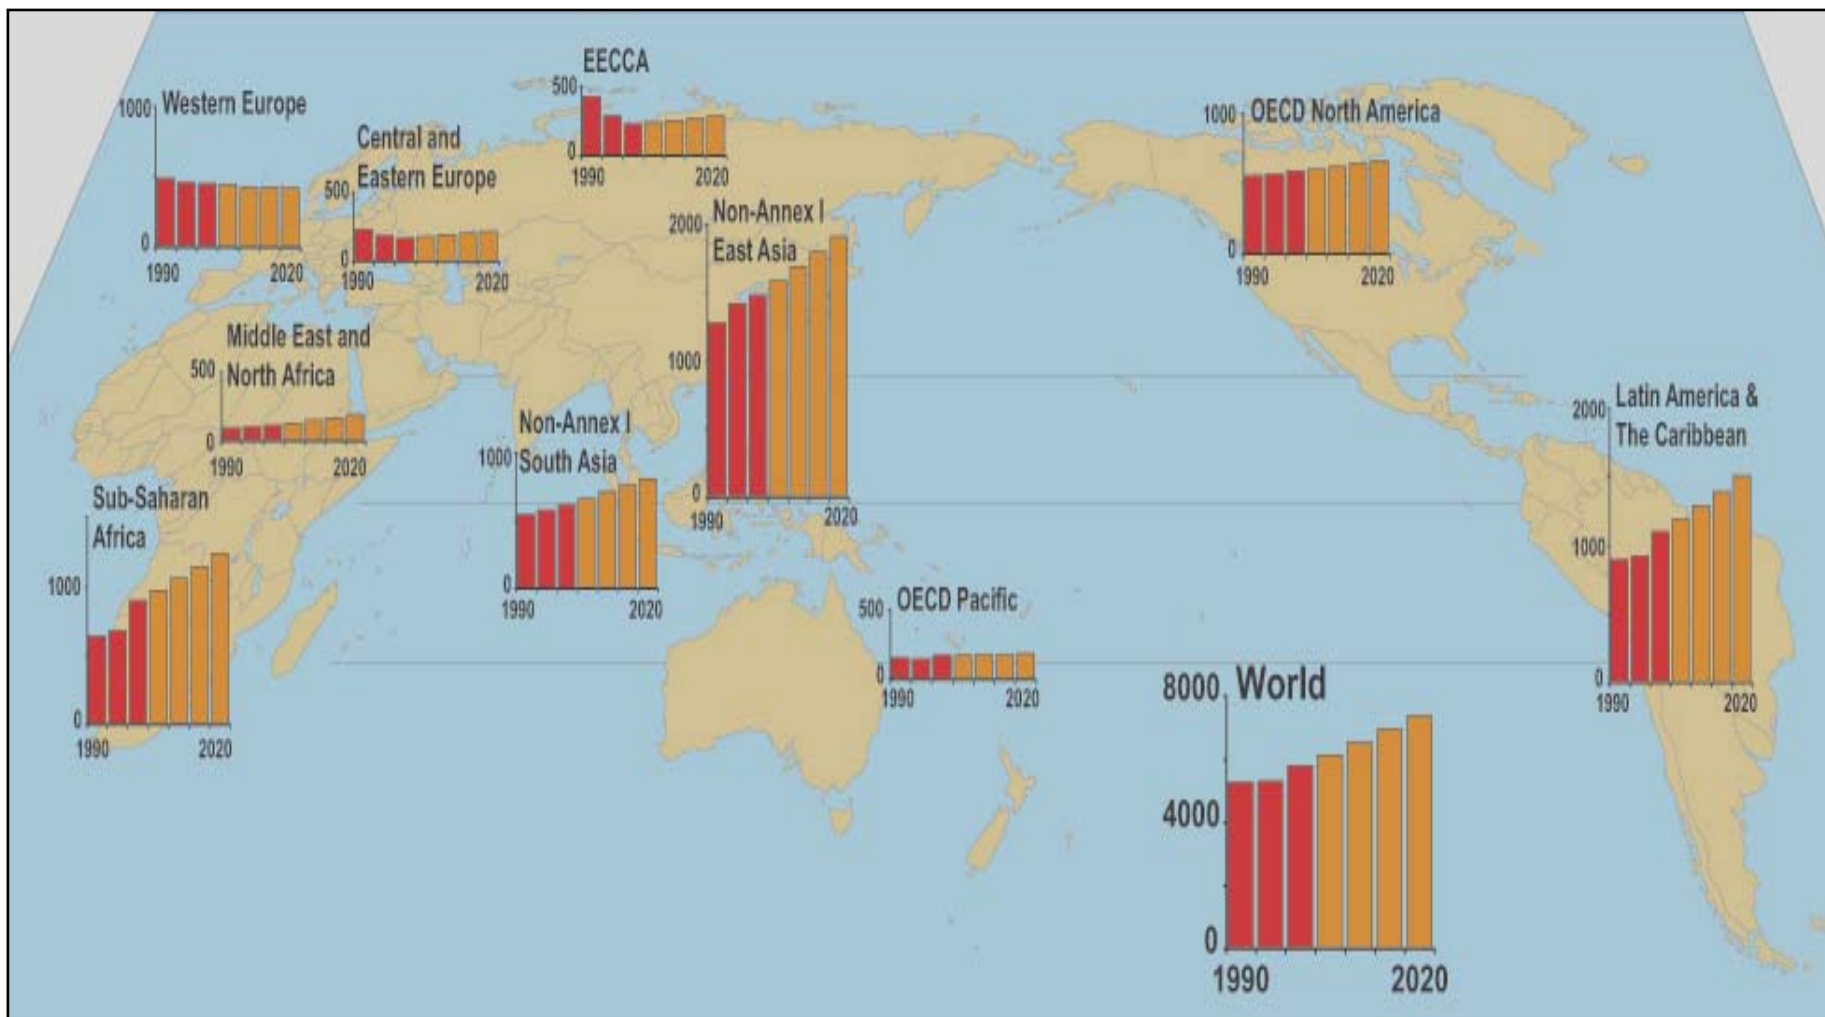 EECCA
500
0
1990 2020
1000
Western Europe
0
1990 2020
Central and
Eastern Europe
500
0
1990 2020
OECD North America
1000
0
1990 2020
Non-Annex I
East Asia
2000
1000
0
1990 2020
Middle East and
North Africa
500
0
1990 2020
Non-Annex I
South Asia
1000
0
1990 2020
Latin America &
The Caribbean
2000
1000
0
1990 2020
Sub-Saharan
Africa
1000
0
1990 2020
OECD Pacific
500
0
1990 2020
World
8000
4000
0
1990 2020